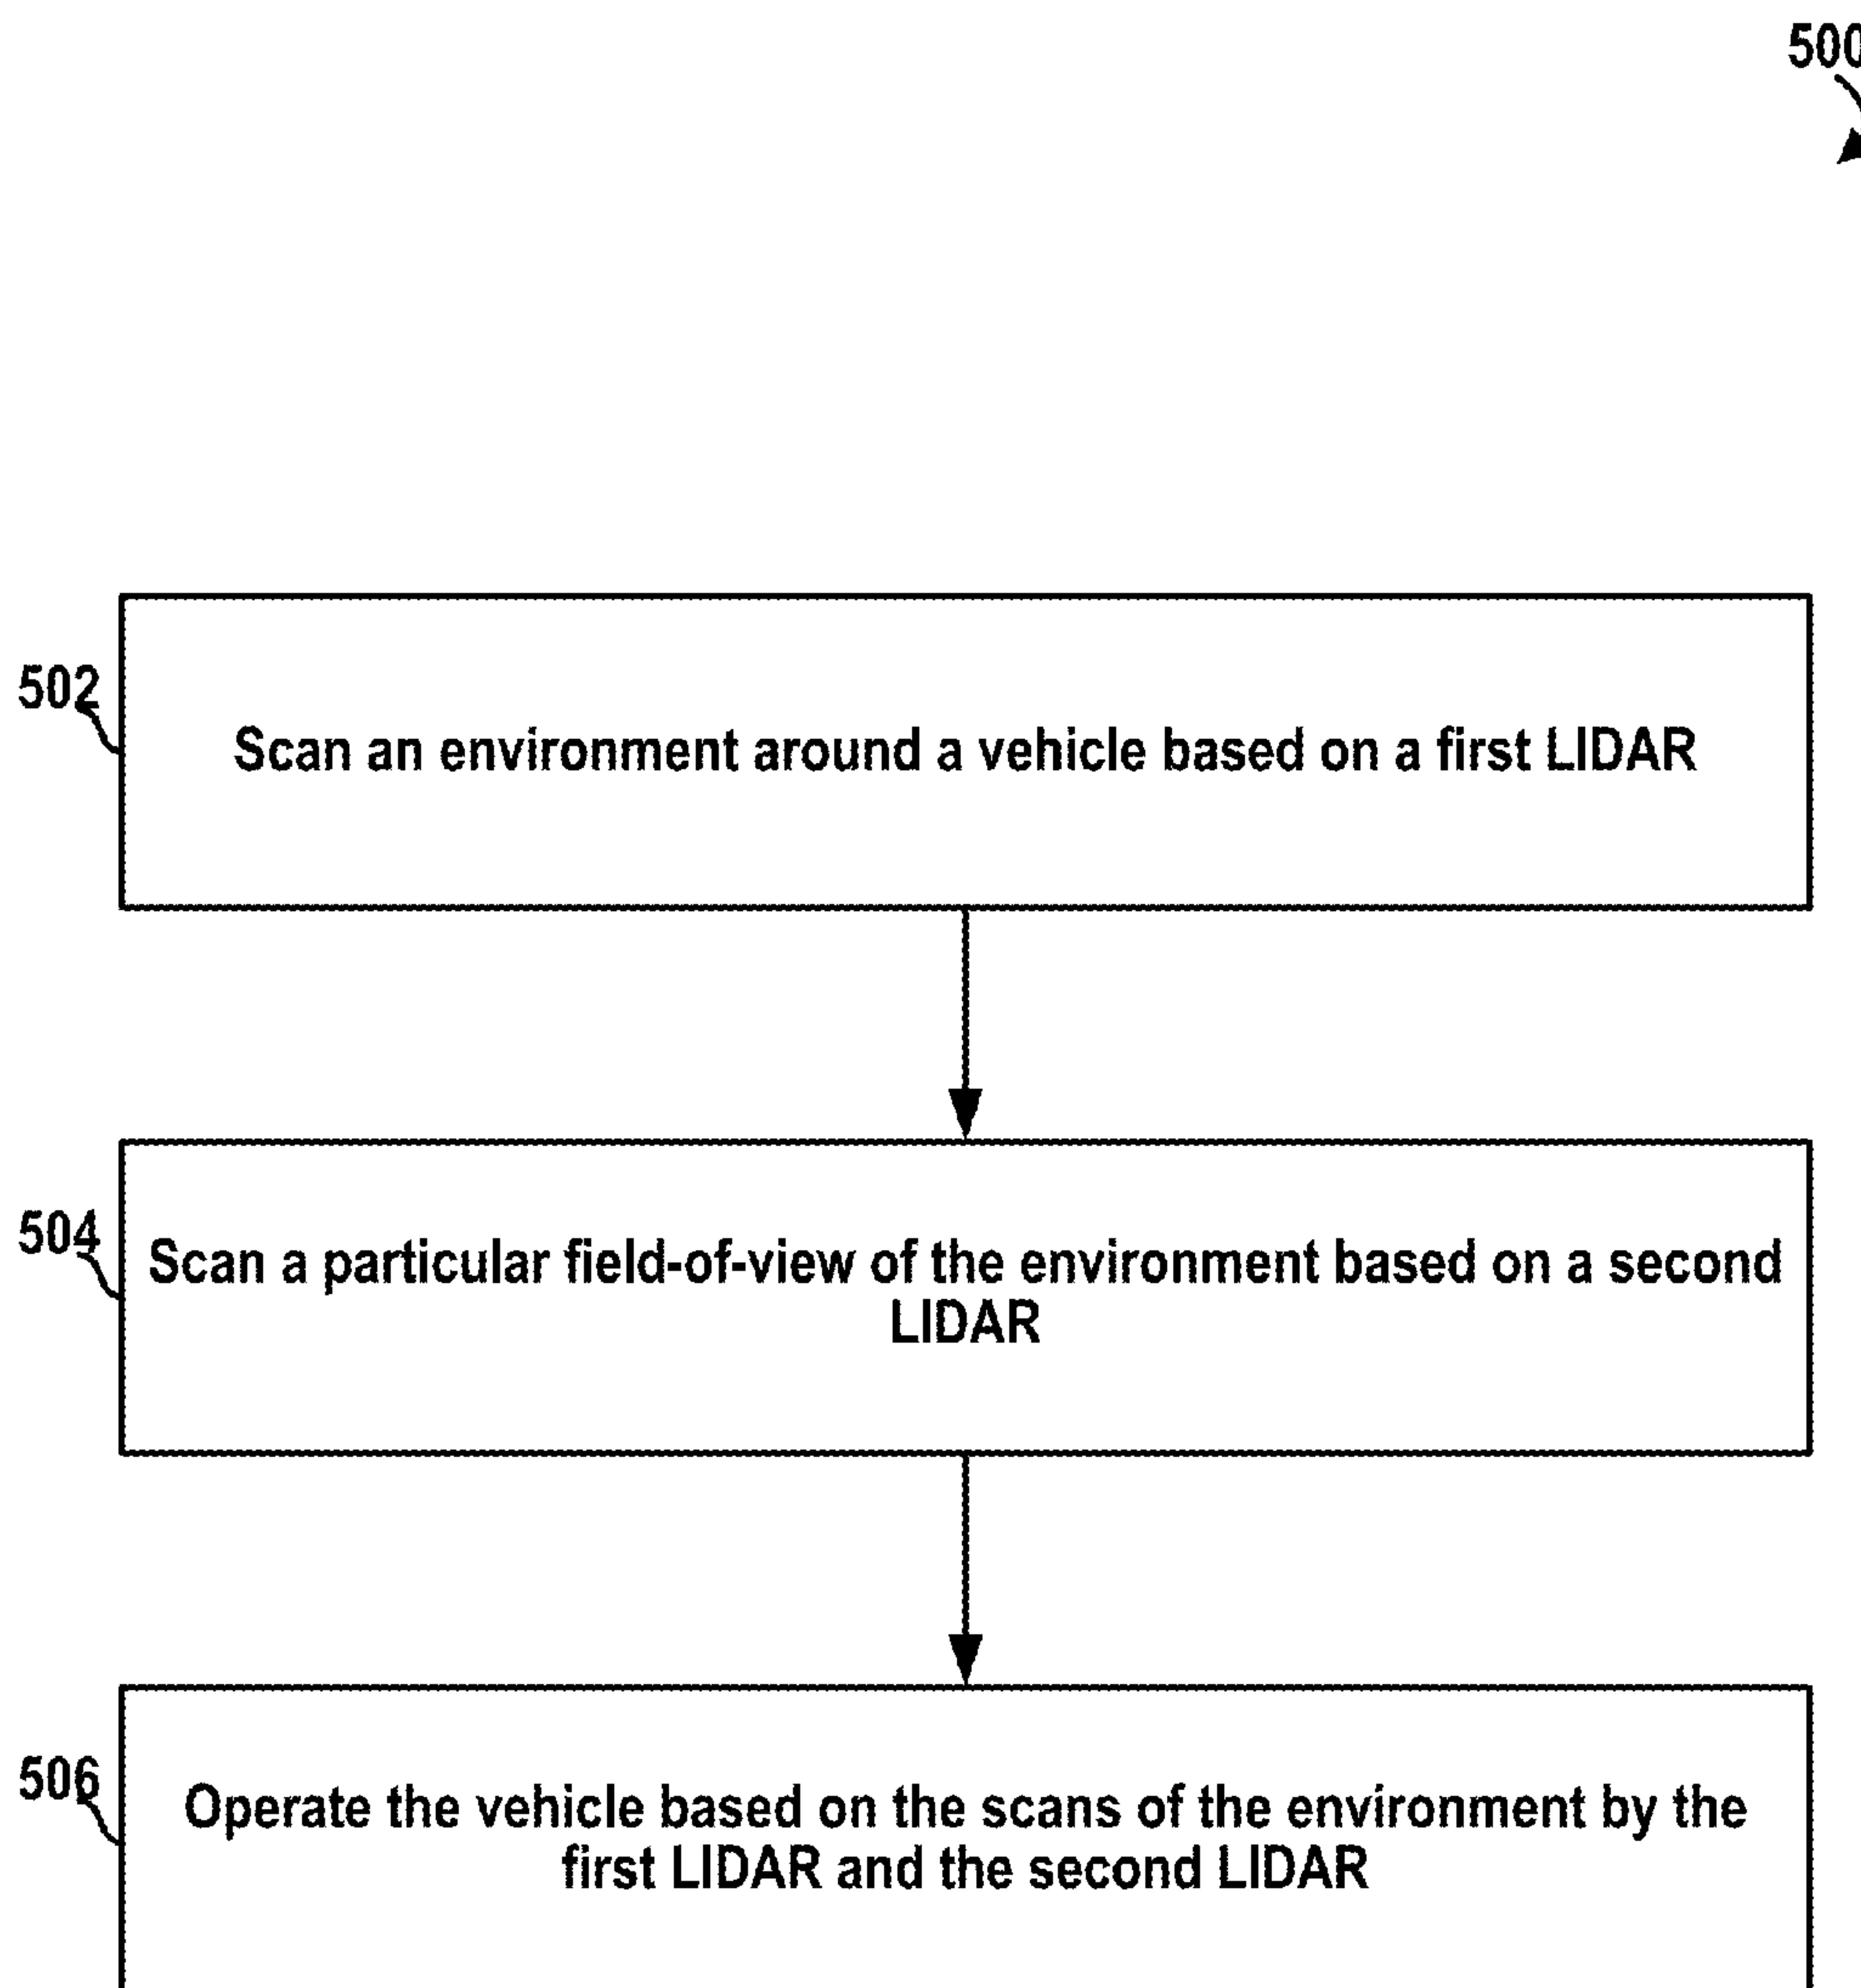 500
502
Scan an environment around a vehicle based on a first LIDAR
504
Scan a particular field-of-view of the environment based on a second
LIDAR
506
Operate the vehicle based on the scans of the environment by the
first LIDAR and the second LIDAR